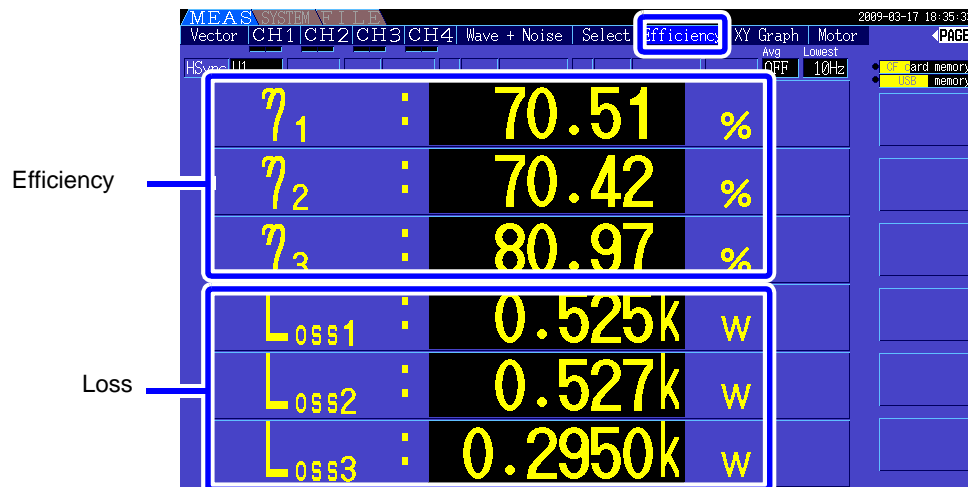 MEAS SYSTEM FILE 2009-03-17 18:35:33
Vector CH1 CH2 CH3 CH4 Wave + Noise Select Efficiency XY Graph Motor PAGE
Avg Lowest
HSync U1 OFF 10Hz CF card memory
USB memory
η1 : 70.51 %
Efficiency η2 : 70.42 %
η3 : 80.97 %
Loss1 : 0.525k W
Loss Loss2 : 0.527k W
Loss3 : 0.2950k W